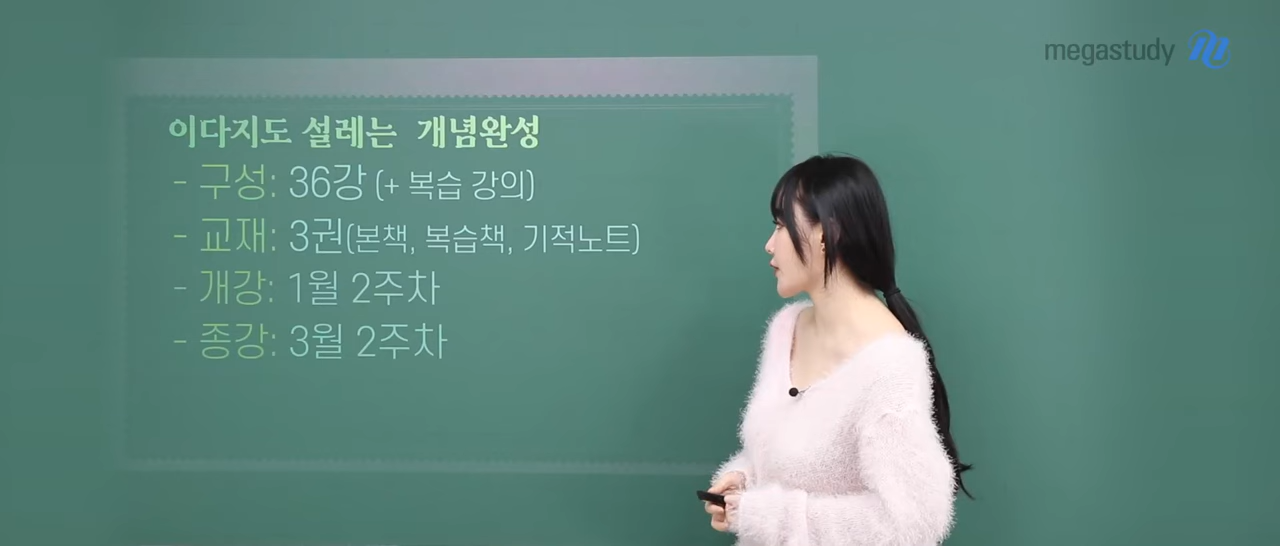 megastudy
이다지도 설레는 개념완성
- 구성: 36강 (+ 복습 강의)
- 교재: 3권(본책, 복습책, 기적노트)
- 개강: 1월 2주차
- 종강: 3월 2주차